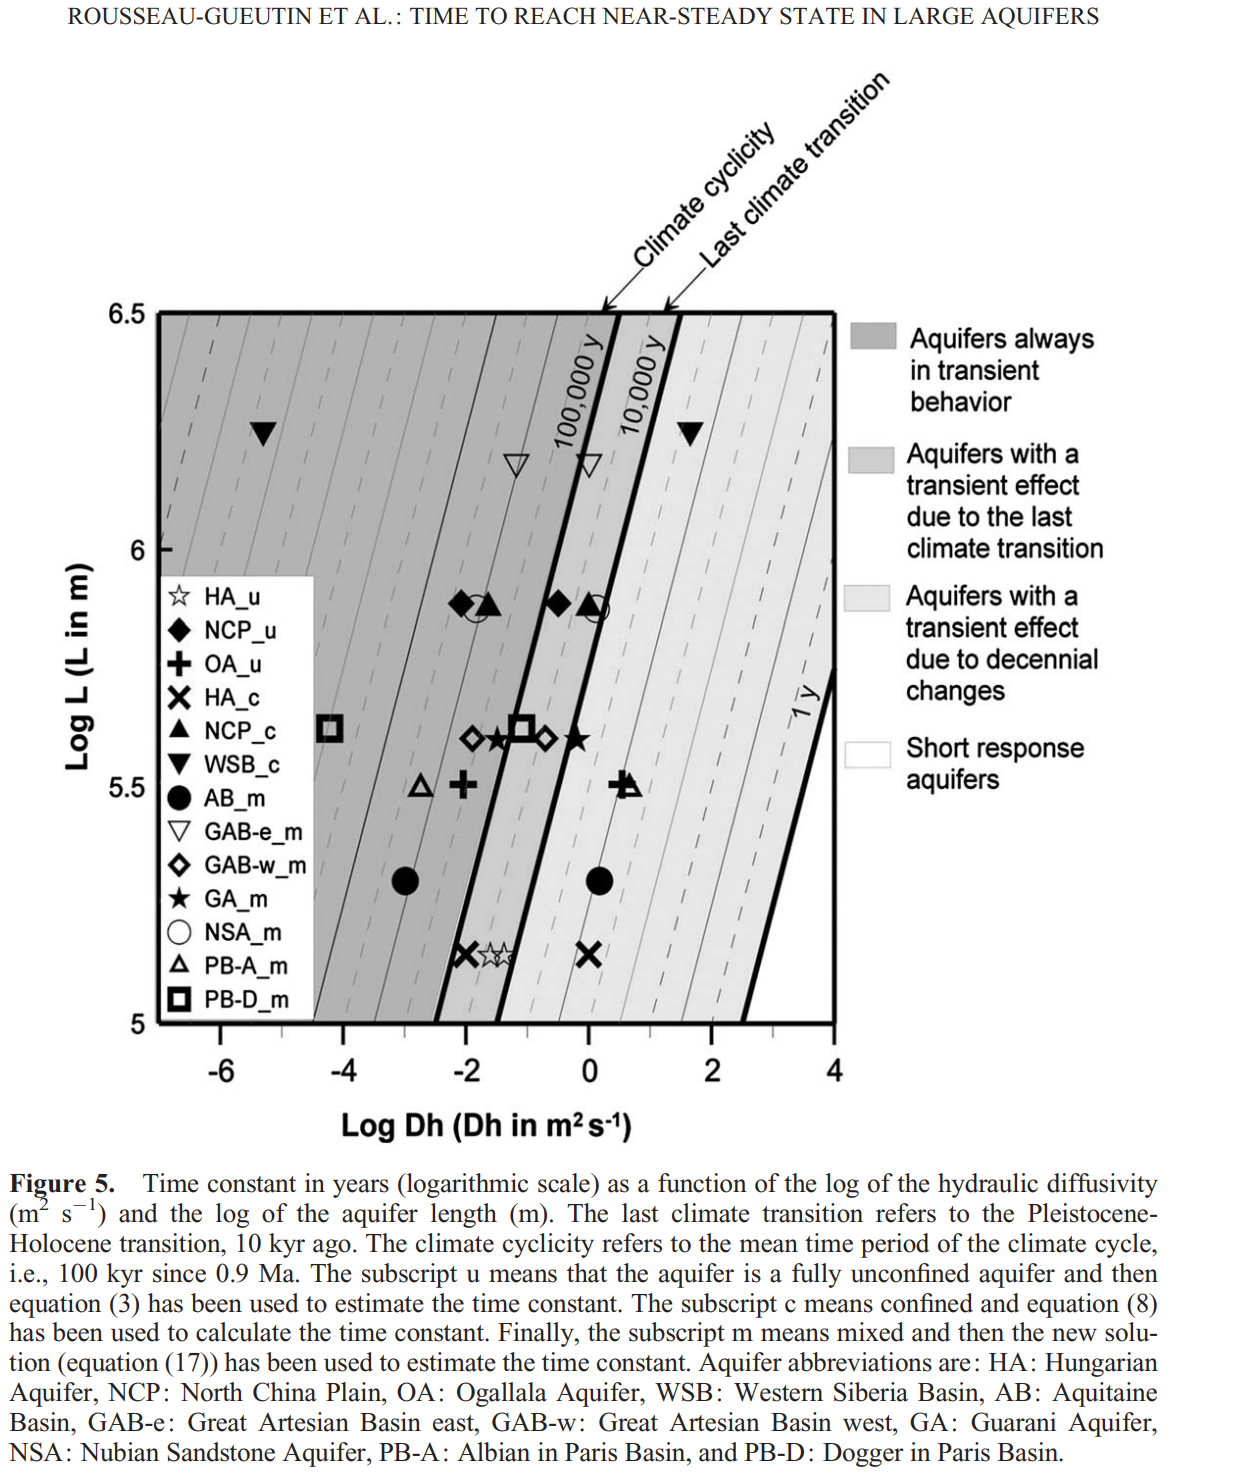 ROUSSEAU-GUEUTIN ET AL.: TIME TO REACH NEAR-STEADY STATE IN LARGE AQUIFERS
Climate cyclicity
Last climate transition
6.5
6
5.5
5
Log L (L in m)
100,000 y
10,000 y
1 y
HA_u
NCP_u
OA_u
HA_c
NCP_c
WSB_c
AB_m
GAB-e_m
GAB-w_m
GA_m
NSA_m
PB-A_m
PB-D_m
-6 -4 -2 0 2 4
Log Dh (Dh in m² s⁻¹)
Aquifers always
in transient
behavior
Aquifers with a
transient effect
due to the last
climate transition
Aquifers with a
transient effect
due to decennial
changes
Short response
aquifers
Figure 5. Time constant in years (logarithmic scale) as a function of the log of the hydraulic diffusivity
(m² s⁻¹) and the log of the aquifer length (m). The last climate transition refers to the Pleistocene-
Holocene transition, 10 kyr ago. The climate cyclicity refers to the mean time period of the climate cycle,
i.e., 100 kyr since 0.9 Ma. The subscript u means that the aquifer is a fully unconfined aquifer and then
equation (3) has been used to estimate the time constant. The subscript c means confined and equation (8)
has been used to calculate the time constant. Finally, the subscript m means mixed and then the new solu-
tion (equation (17)) has been used to estimate the time constant. Aquifer abbreviations are: HA: Hungarian
Aquifer, NCP: North China Plain, OA: Ogallala Aquifer, WSB: Western Siberia Basin, AB: Aquitaine
Basin, GAB-e: Great Artesian Basin east, GAB-w: Great Artesian Basin west, GA: Guarani Aquifer,
NSA: Nubian Sandstone Aquifer, PB-A: Albian in Paris Basin, and PB-D: Dogger in Paris Basin.